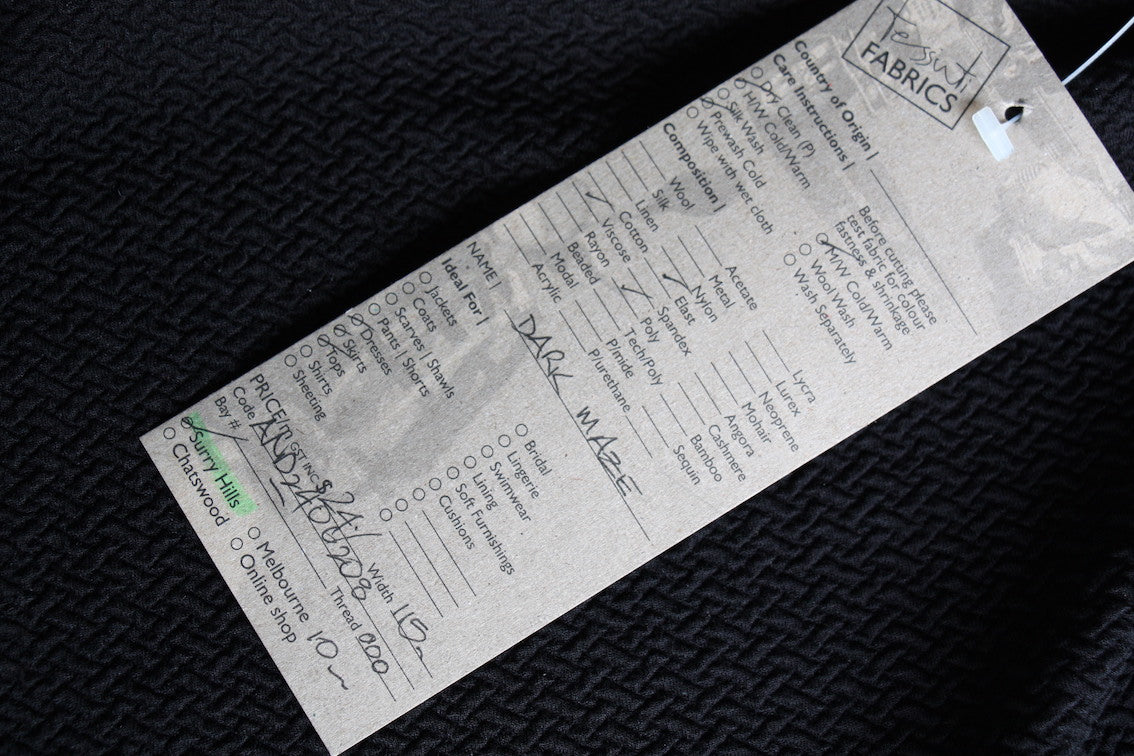 Tessuti
FABRICS
Country of Origin |
Care Instructions |
Dry Clean (P)
H/W Cold/Warm
Silk Wash
Prewash Cold
Wipe with wet cloth
Before cutting please
test fabric for colour
fastness & shrinkage
M/W Cold/Warm
Wool Wash
Wash Separately
Composition |
Wool
Silk
Linen
Cotton
Viscose
Rayon
Beaded
Modal
Acrylic
Acetate
Metal
Nylon
Elast
Spandex
Poly
Tech/Poly
P/mide
P/urethane
Lycra
Lurex
Neoprene
Mohair
Angora
Cashmere
Bamboo
Sequin
NAME | DARK MAZE
Ideal For |
Jackets
Coats
Scarves | Shawls
Pants | Shorts
Dresses
Skirts
Tops
Shirts
Sheeting
Bridal
Lingerie
Swimwear
Lining
Soft Furnishings
Cushions
Width 115
Code
Thread 000
Bay #
Surry Hills
Chatswood
Melbourne
Online shop
10